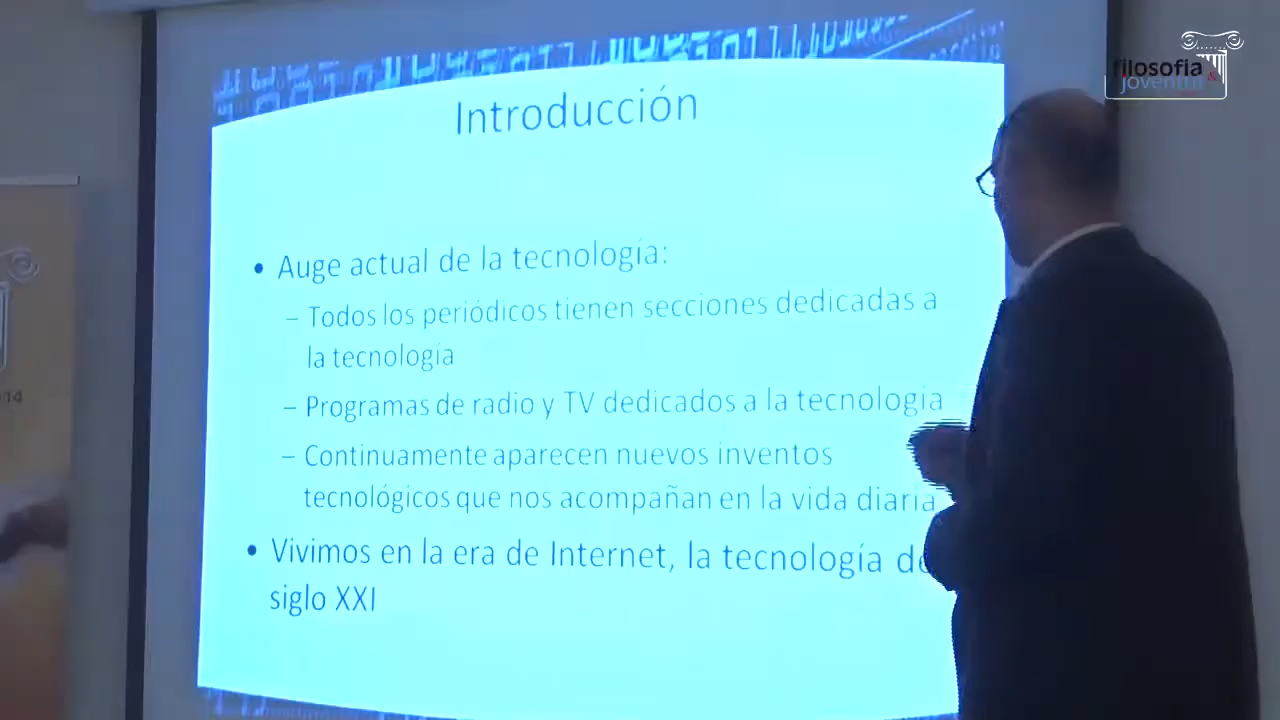 filosofia
&
Introducción
• Auge actual de la tecnología:
– Todos los periódicos tienen secciones dedicadas a
la tecnología
– Programas de radio y TV dedicados a la tecnología
– Continuamente aparecen nuevos inventos
tecnológicos que nos acompañan en la vida diaria
• Vivimos en la era de Internet, la tecnología
siglo XXI